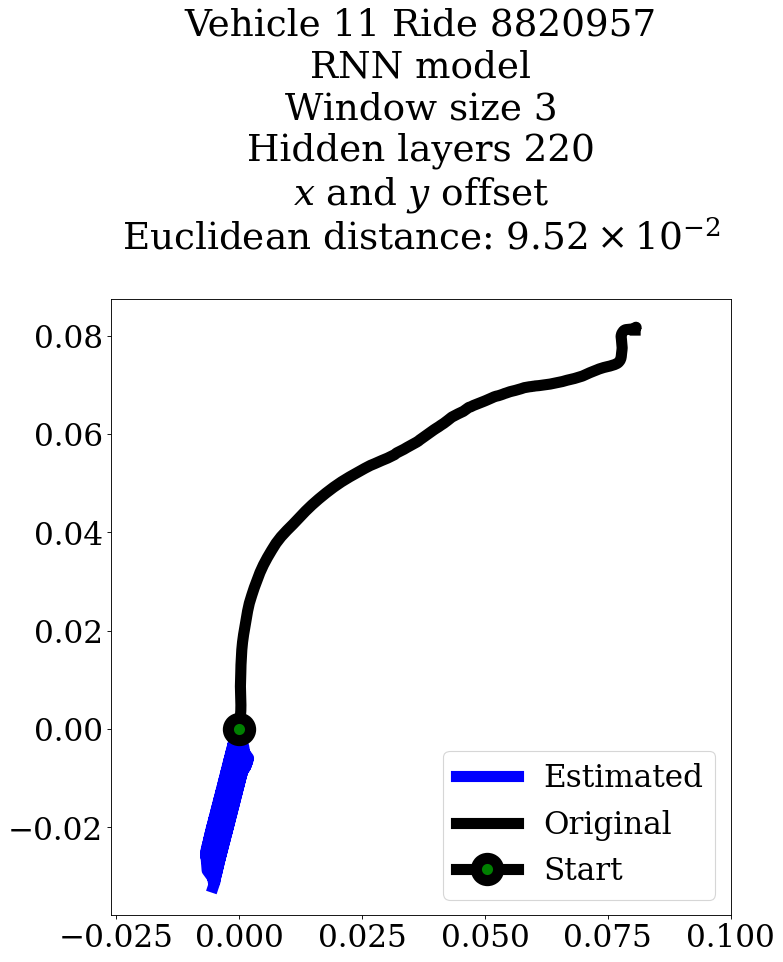 Vehicle 11 Ride 8820957
RNN model
Window size 3
Hidden layers 220
x and y offset
Euclidean distance: 9.52 × 10⁻²
0.08
0.06
0.04
0.02
0.00
−0.02
Estimated
Original
Start
−0.025 0.000 0.025 0.050 0.075 0.100